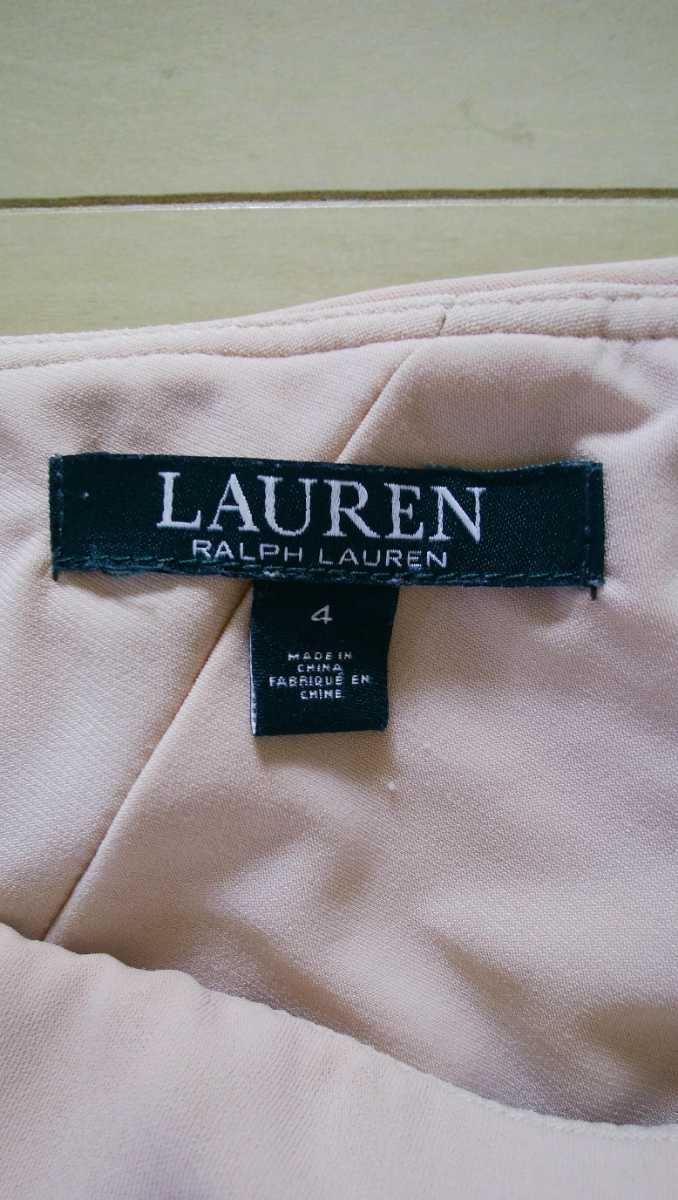 LAUREN
RALPH LAUREN
4
MADE IN
CHINA
FABRIQUÉ EN
CHINE